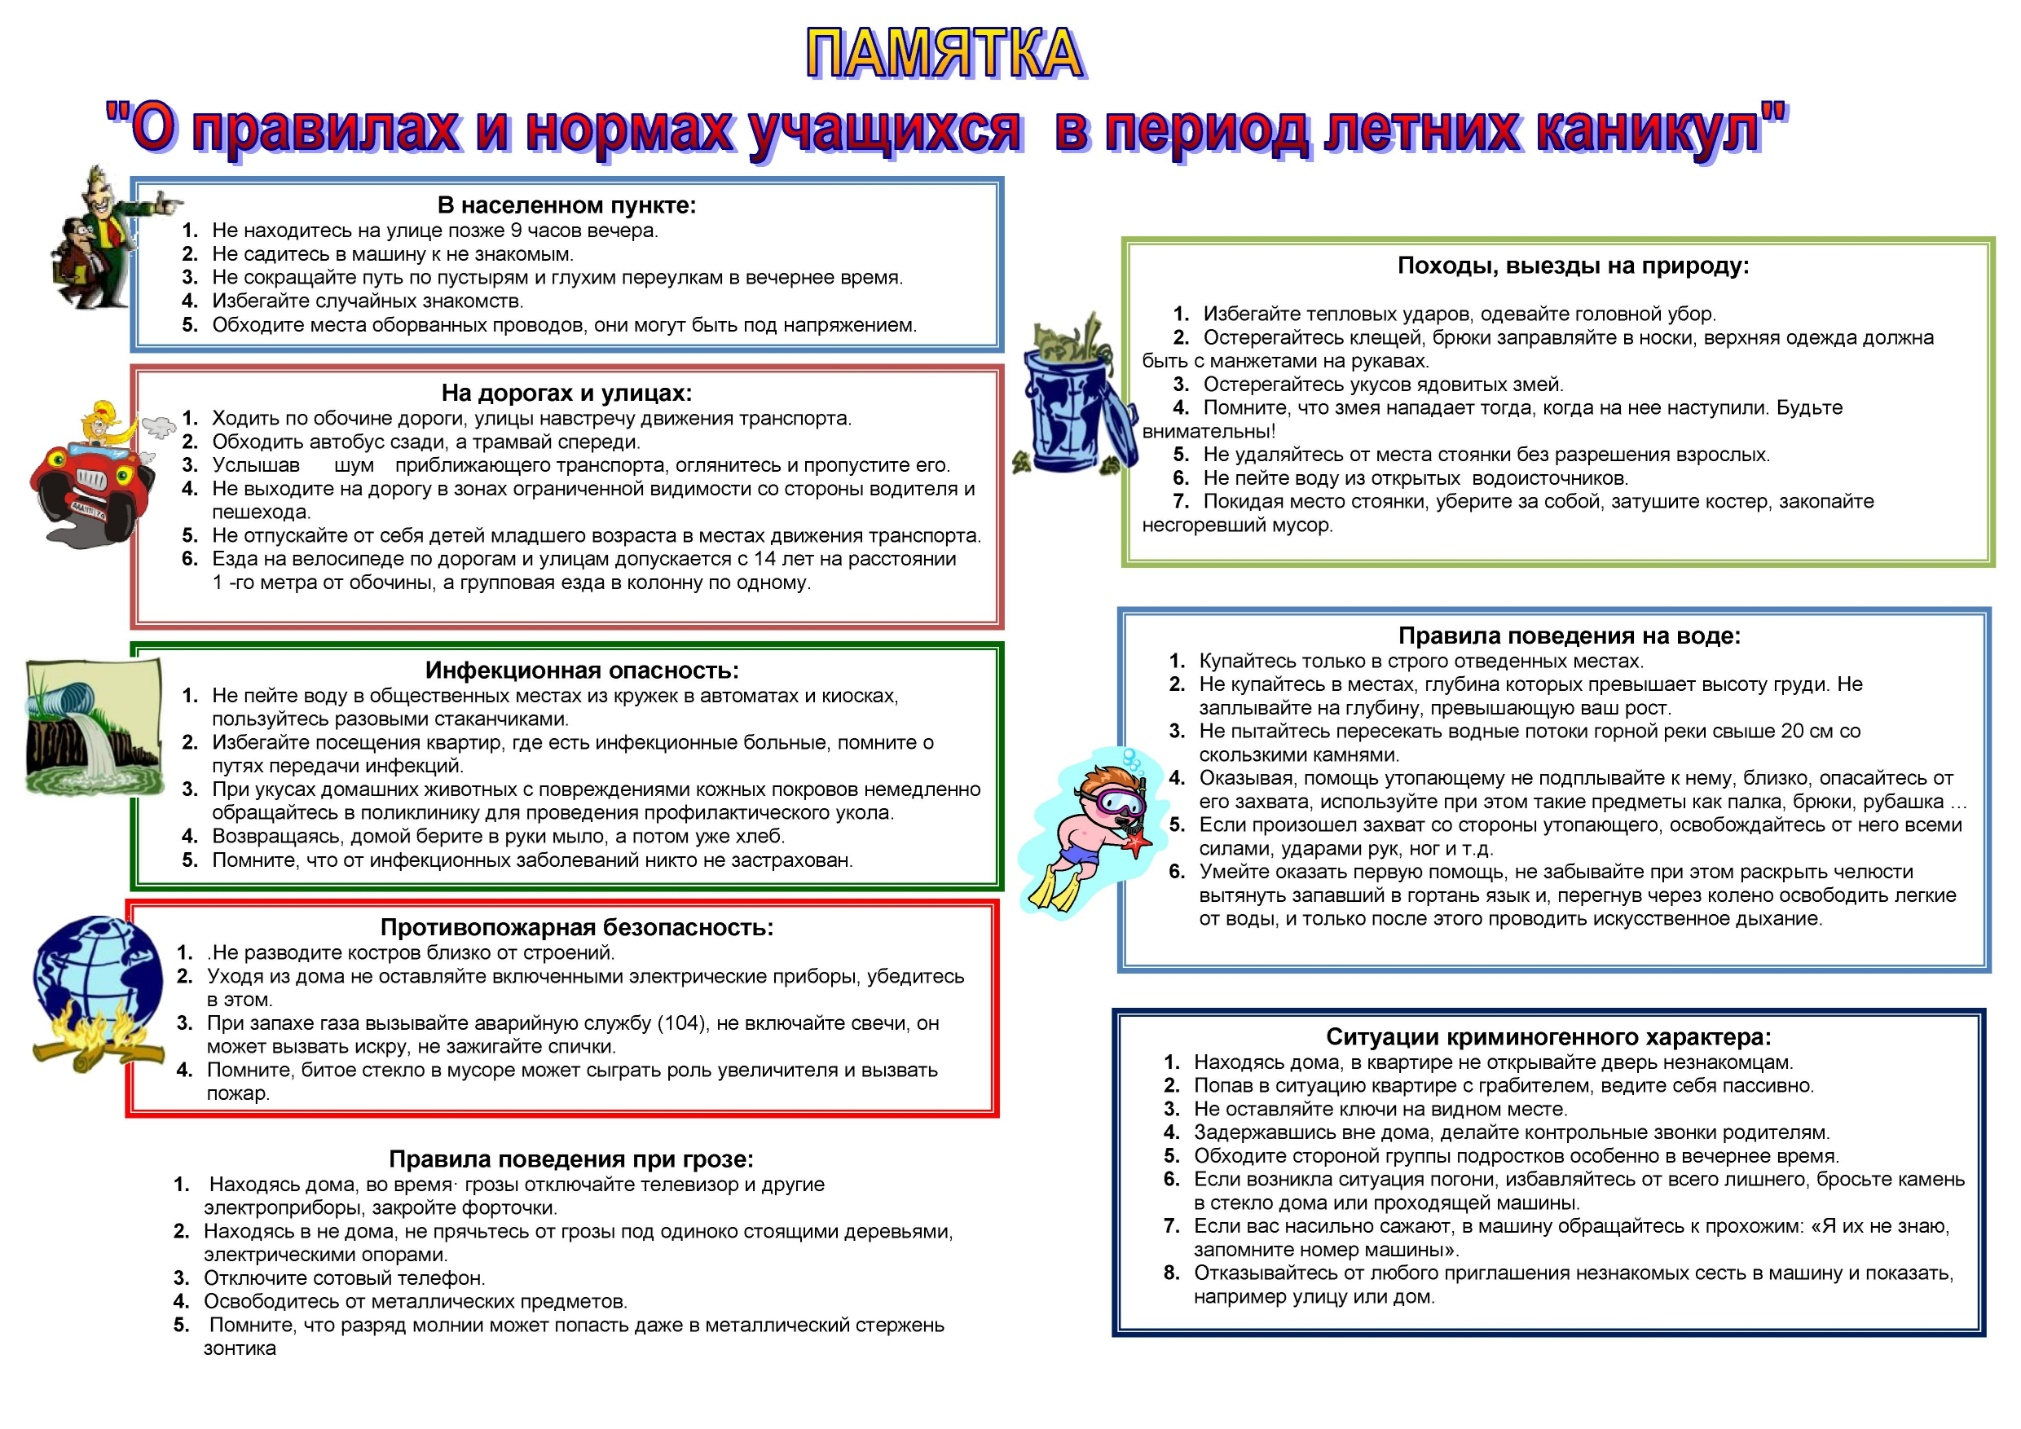 ПАМЯТКА
"О правилах и нормах учащихся в период летних каникул"
В населенном пункте:
1. Не находитесь на улице позже 9 часов вечера.
2. Не садитесь в машину к не знакомым.
3. Не сокращайте путь по пустырям и глухим переулкам в вечернее время.
4. Избегайте случайных знакомств.
5. Обходите места оборванных проводов, они могут быть под напряжением.
На дорогах и улицах:
1. Ходить по обочине дороги, улицы навстречу движения транспорта.
2. Обходить автобус сзади, а трамвай спереди.
3. Услышав шум приближающего транспорта, оглянитесь и пропустите его.
4. Не выходите на дорогу в зонах ограниченной видимости со стороны водителя и
пешехода.
5. Не отпускайте от себя детей младшего возраста в местах движения транспорта.
6. Езда на велосипеде по дорогам и улицам допускается с 14 лет на расстоянии
1 -го метра от обочины, а групповая езда в колонну по одному.
Инфекционная опасность:
1. Не пейте воду в общественных местах из кружек в автоматах и киосках,
пользуйтесь разовыми стаканчиками.
2. Избегайте посещения квартир, где есть инфекционные больные, помните о
путях передачи инфекций.
3. При укусах домашних животных с повреждениями кожных покровов немедленно
обращайтесь в поликлинику для проведения профилактического укола.
4. Возвращаясь, домой берите в руки мыло, а потом уже хлеб.
5. Помните, что от инфекционных заболеваний никто не застрахован.
Противопожарная безопасность:
1. .Не разводите костров близко от строений.
2. Уходя из дома не оставляйте включенными электрические приборы, убедитесь
в этом.
3. При запахе газа вызывайте аварийную службу (104), не включайте свечи, он
может вызвать искру, не зажигайте спички.
4. Помните, битое стекло в мусоре может сыграть роль увеличителя и вызвать
пожар.
Правила поведения при грозе:
1. Находясь дома, во время· грозы отключайте телевизор и другие
электроприборы, закройте форточки.
2. Находясь в не дома, не прячьтесь от грозы под одиноко стоящими деревьями,
электрическими опорами.
3. Отключите сотовый телефон.
4. Освободитесь от металлических предметов.
5. Помните, что разряд молнии может попасть даже в металлический стержень
зонтика
Походы, выезды на природу:
1. Избегайте тепловых ударов, одевайте головной убор.
2. Остерегайтесь клещей, брюки заправляйте в носки, верхняя одежда должна
быть с манжетами на рукавах.
3. Остерегайтесь укусов ядовитых змей.
4. Помните, что змея нападает тогда, когда на нее наступили. Будьте
внимательны!
5. Не удаляйтесь от места стоянки без разрешения взрослых.
6. Не пейте воду из открытых водоисточников.
7. Покидая место стоянки, уберите за собой, затушите костер, закопайте
несгоревший мусор.
Правила поведения на воде:
1. Купайтесь только в строго отведенных местах.
2. Не купайтесь в местах, глубина которых превышает высоту груди. Не
заплывайте на глубину, превышающую ваш рост.
3. Не пытайтесь пересекать водные потоки горной реки свыше 20 см со
скользкими камнями.
4. Оказывая, помощь утопающему не подплывайте к нему, близко, опасайтесь от
его захвата, используйте при этом такие предметы как палка, брюки, рубашка ...
5. Если произошел захват со стороны утопающего, освобождайтесь от него всеми
силами, ударами рук, ног и т.д.
6. Умейте оказать первую помощь, не забывайте при этом раскрыть челюсти
вытянуть запавший в гортань язык и, перегнув через колено освободить легкие
от воды, и только после этого проводить искусственное дыхание.
Ситуации криминогенного характера:
1. Находясь дома, в квартире не открывайте дверь незнакомцам.
2. Попав в ситуацию квартире с грабителем, ведите себя пассивно.
3. Не оставляйте ключи на видном месте.
4. Задержавшись вне дома, делайте контрольные звонки родителям.
5. Обходите стороной группы подростков особенно в вечернее время.
6. Если возникла ситуация погони, избавляйтесь от всего лишнего, бросьте камень
в стекло дома или проходящей машины.
7. Если вас насильно сажают, в машину обращайтесь к прохожим: «Я их не знаю,
запомните номер машины».
8. Отказывайтесь от любого приглашения незнакомых сесть в машину и показать,
например улицу или дом.